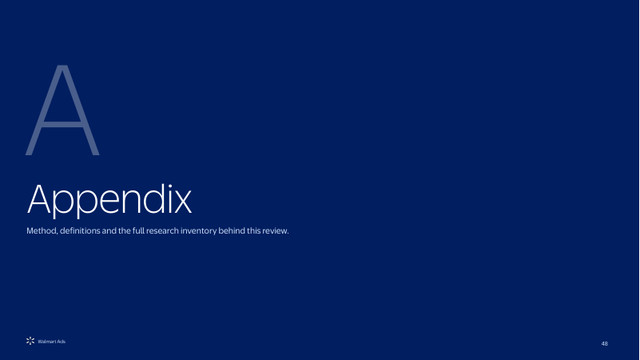 A
Appendix
Method, definitions and the full research inventory behind this review.
Walmart Ads
48